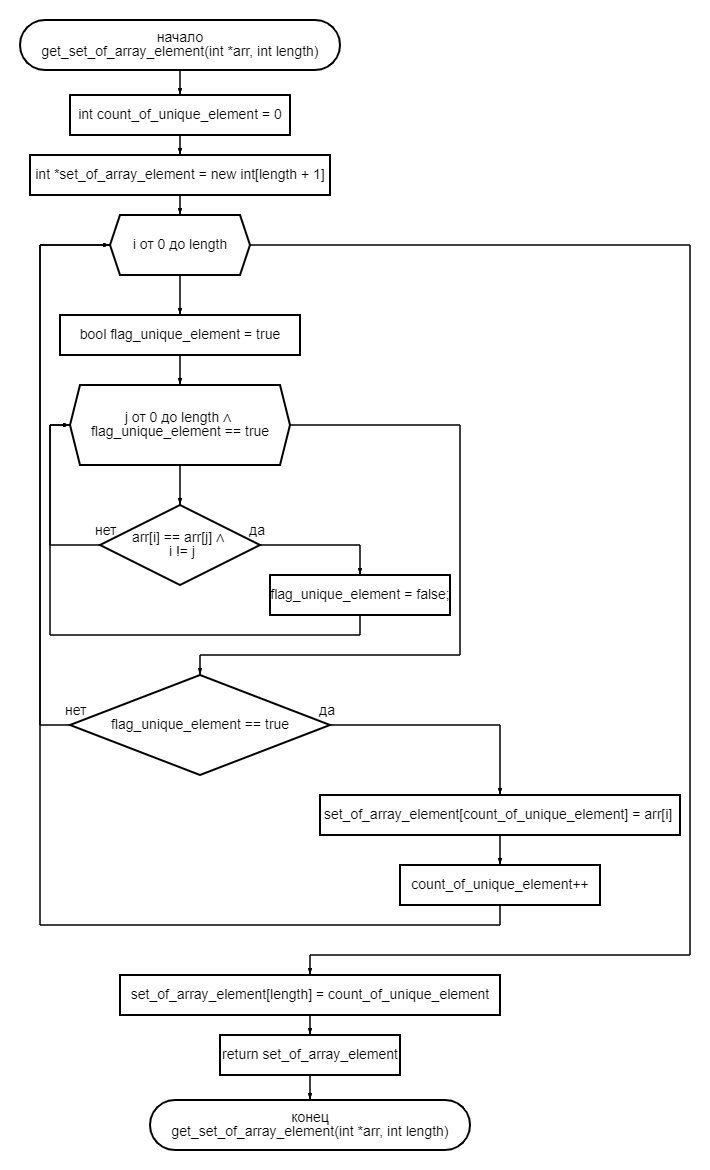 начало
get_set_of_array_element(int *arr, int length)
int count_of_unique_element = 0
int *set_of_array_element = new int[length + 1]
i от 0 до length
bool flag_unique_element = true
j от 0 до length ∧
flag_unique_element == true
нет
arr[i] == arr[j] ∧
i != j
да
flag_unique_element = false;
нет
flag_unique_element == true
да
set_of_array_element[count_of_unique_element] = arr[i]
count_of_unique_element++
set_of_array_element[length] = count_of_unique_element
return set_of_array_element
конец
get_set_of_array_element(int *arr, int length)